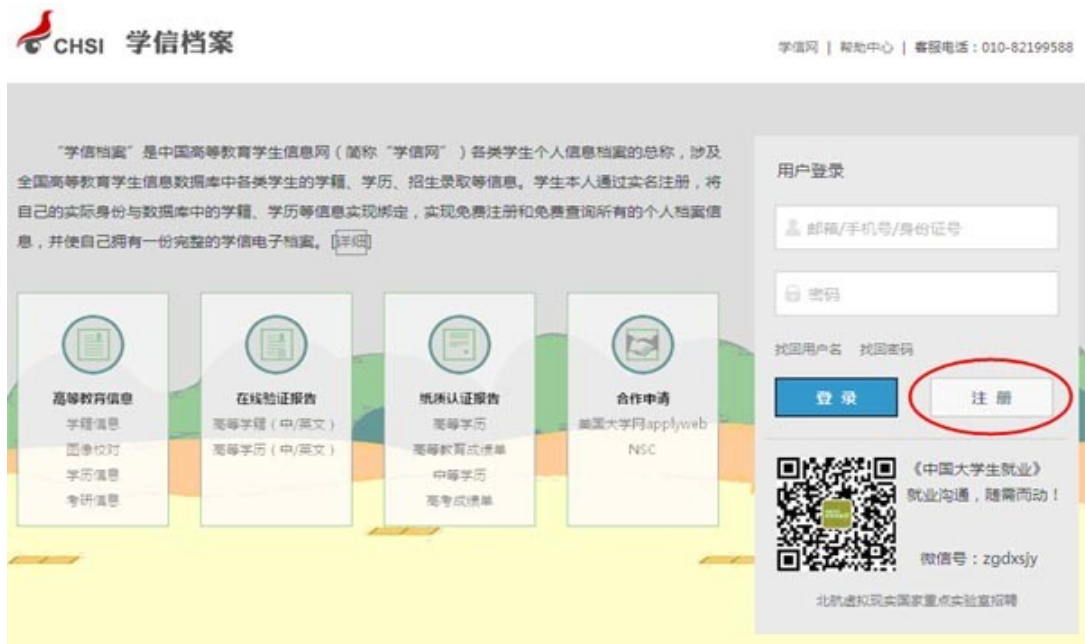 CHSI 学信档案
学信网 | 帮助中心 | 客服电话：010-82199588
“学信档案”是中国高等教育学生信息网（简称“学信网”）各类学生个人信息档案的总称，涉及
全国高等教育学生信息数据库中各类学生的学籍、学历、招生录取等信息。学生本人通过实名注册，将
自己的实际身份与数据库中的学籍、学历等信息实现绑定，实现免费注册和免费查询所有的个人档案信
息，并使自己拥有一份完整的学信电子档案。[详细]
高等教育信息
学籍信息
图像校对
学历信息
考研信息
在线验证报告
高等学籍（中/英文）
高等学历（中/英文）
纸质认证报告
高等学历
高等教育成绩单
中等学历
高考成绩单
合作申请
美国大学网applyweb
NSC
用户登录
邮箱/手机号/身份证号
密码
找回用户名 找回密码
登 录 注 册
《中国大学生就业》
就业沟通，随需而动！
微信号：zgdxsjy
北航虚拟现实国家重点实验室招聘